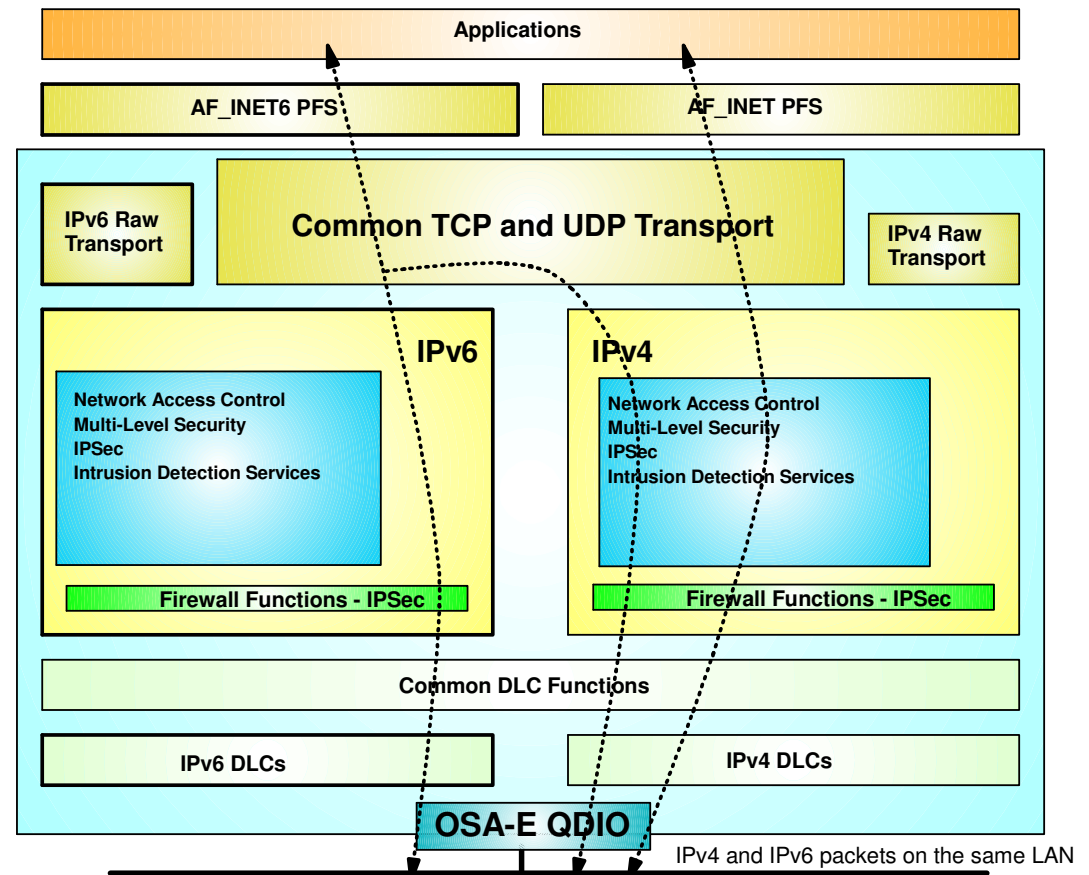 Applications
AF_INET6 PFS
AF_INET PFS
IPv6 Raw
Transport
Common TCP and UDP Transport
IPv4 Raw
Transport
IPv6
Network Access Control
Multi-Level Security
IPSec
Intrusion Detection Services
Firewall Functions - IPSec
IPv4
Network Access Control
Multi-Level Security
IPSec
Intrusion Detection Services
Firewall Functions - IPSec
Common DLC Functions
IPv6 DLCs
IPv4 DLCs
OSA-E QDIO
IPv4 and IPv6 packets on the same LAN